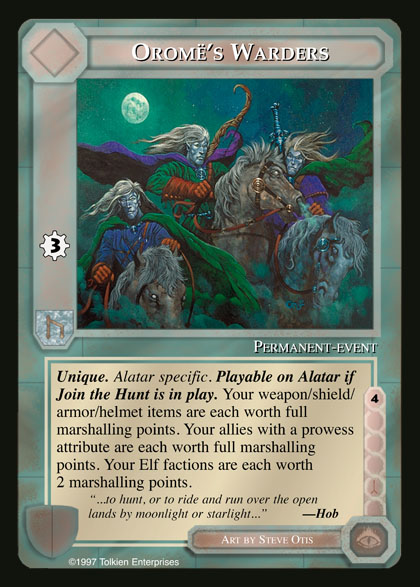 Oromë's Warders
3
Permanent-event
Unique. Alatar specific. Playable on Alatar if
Join the Hunt is in play. Your weapon/shield/
armor/helmet items are each worth full
marshalling points. Your allies with a prowess
attribute are each worth full marshalling
points. Your Elf factions are each worth
2 marshalling points.
4
"...to hunt, or to ride and run over the open
lands by moonlight or starlight..." —Hob
Art by Steve Otis
©1997 Tolkien Enterprises